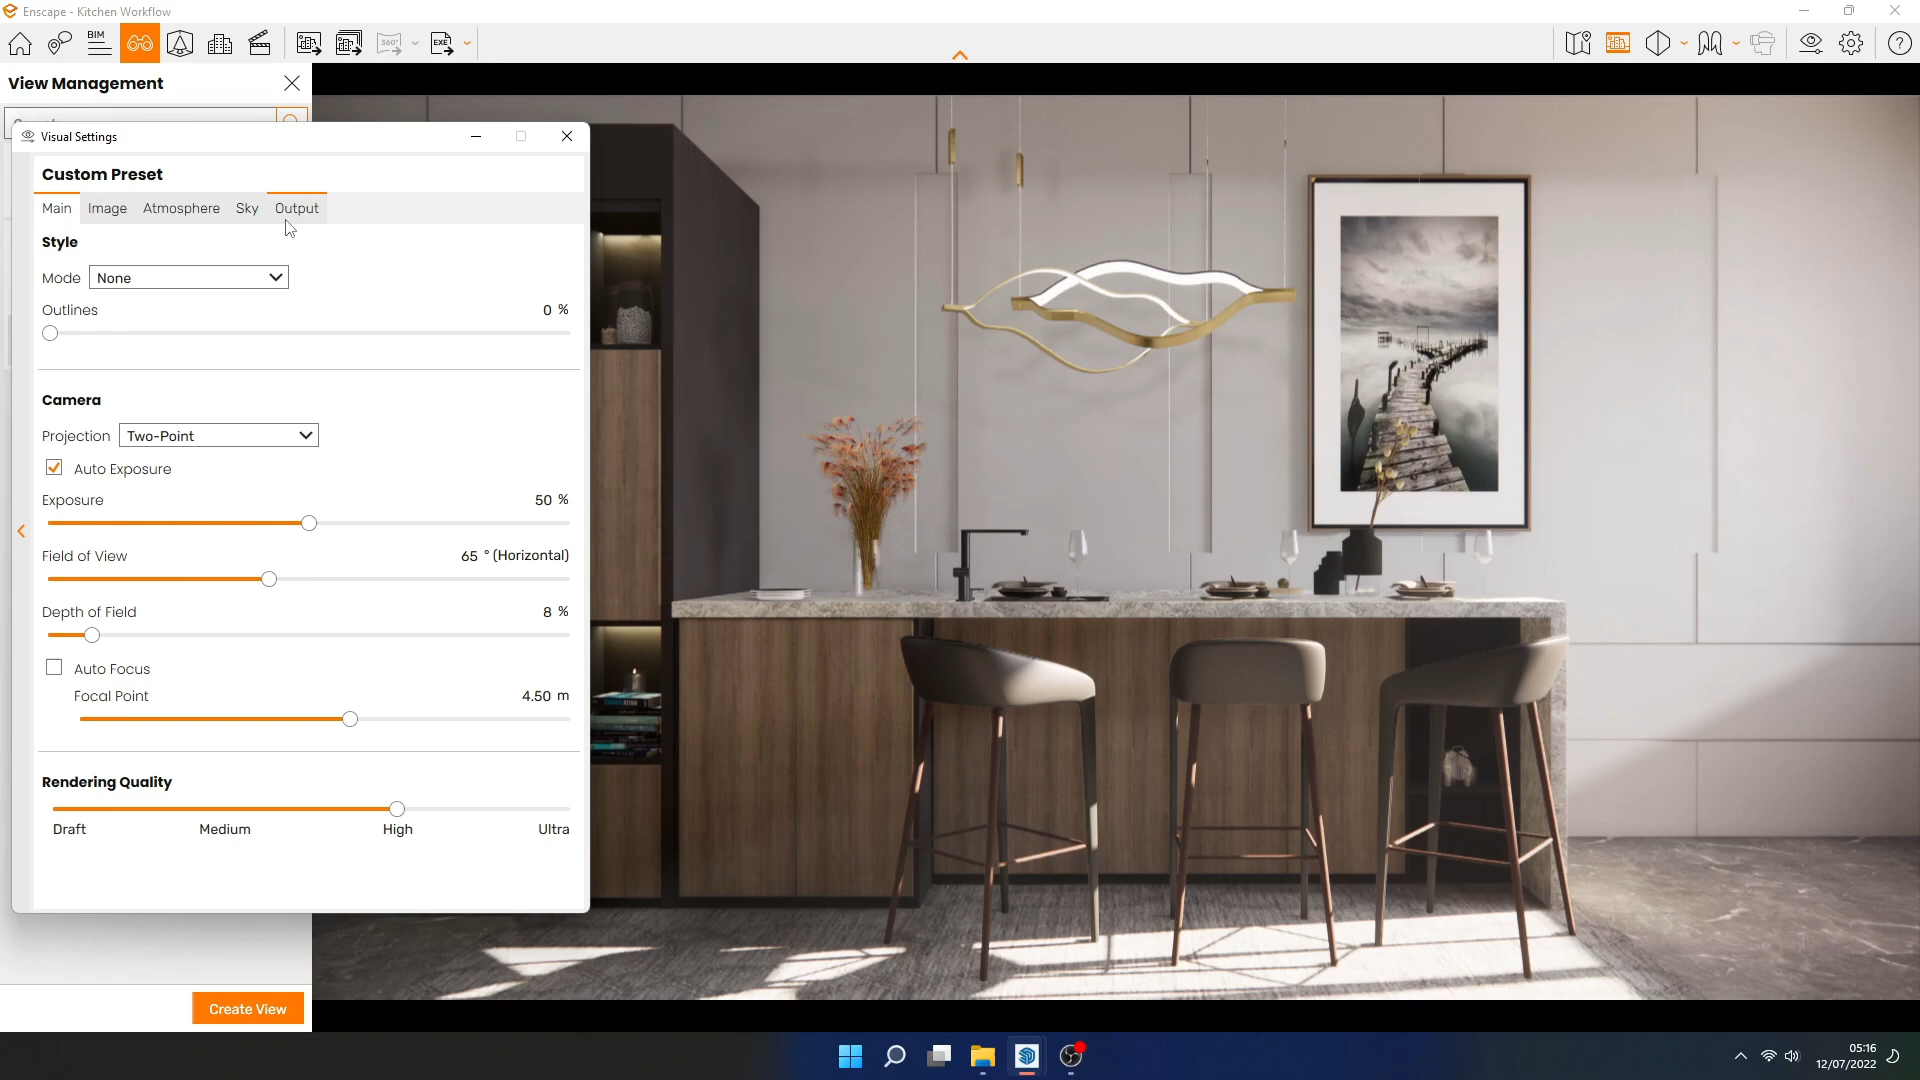 Enscape - Kitchen Workflow
BIM
360°
EXE
View Management
Visual Settings
Custom Preset
Main
Image
Atmosphere
Sky
Output
Style
Mode
None
Outlines
0 %
Camera
Projection
Two-Point
Auto Exposure
Exposure
50 %
Field of View
65 ° (Horizontal)
Depth of Field
8 %
Auto Focus
Focal Point
4.50 m
Rendering Quality
Draft
Medium
High
Ultra
Create View
05:16
12/07/2022